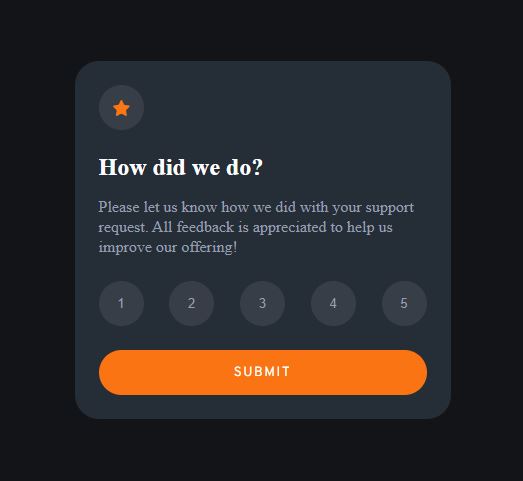 How did we do?
Please let us know how we did with your support
request. All feedback is appreciated to help us
improve our offering!
1 2 3 4 5
SUBMIT